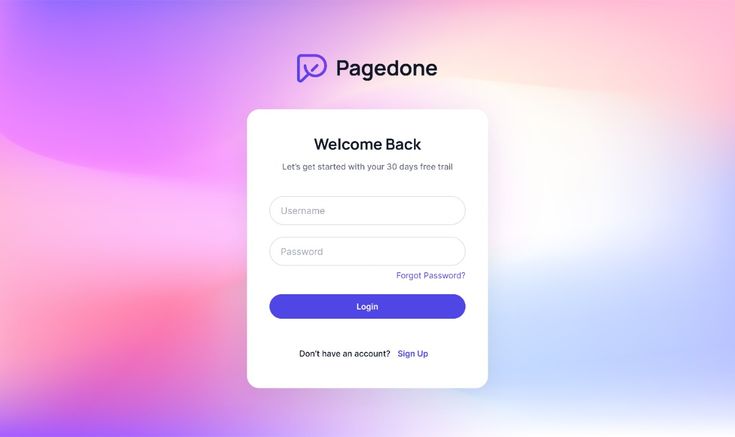 Pagedone
Welcome Back
Let's get started with your 30 days free trail
Username
Password
Forgot Password?
Login
Don't have an account? Sign Up